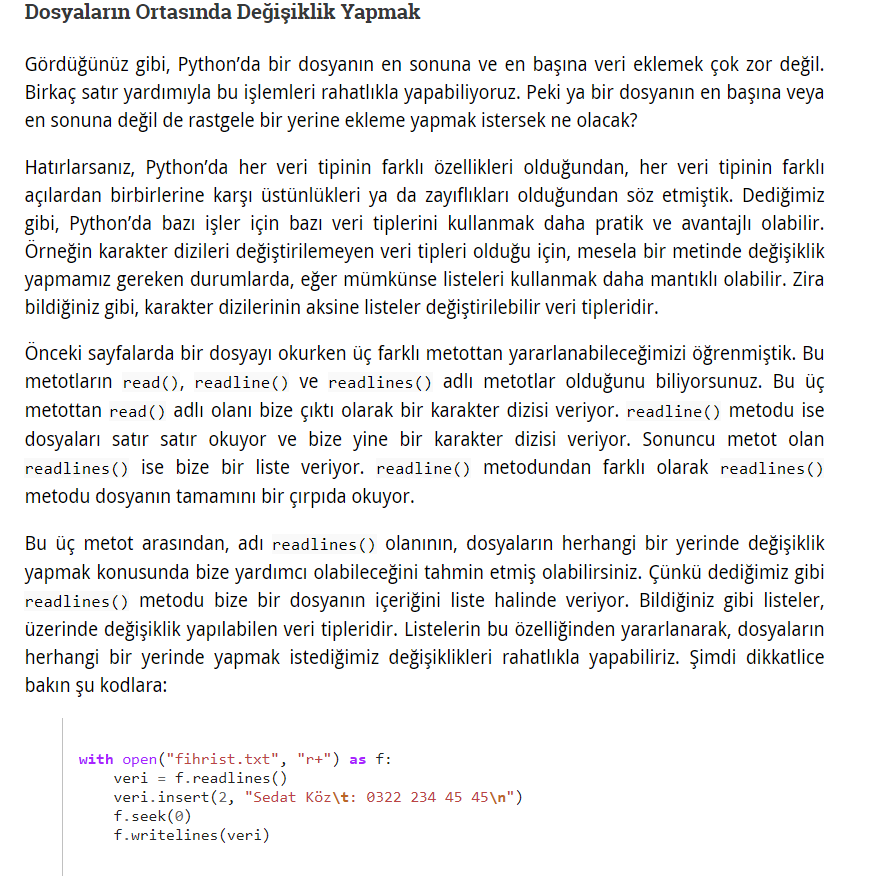 Dosyaların Ortasında Değişiklik Yapmak
Gördüğünüz gibi, Python’da bir dosyanın en sonuna ve en başına veri eklemek çok zor değil.
Birkaç satır yardımıyla bu işlemleri rahatlıkla yapabiliyoruz. Peki ya bir dosyanın en başına veya
en sonuna değil de rastgele bir yerine ekleme yapmak istersek ne olacak?
Hatırlarsanız, Python’da her veri tipinin farklı özellikleri olduğundan, her veri tipinin farklı
açılardan birbirlerine karşı üstünlükleri ya da zayıflıkları olduğundan söz etmiştik. Dediğimiz
gibi, Python’da bazı işler için bazı veri tiplerini kullanmak daha pratik ve avantajlı olabilir.
Örneğin karakter dizileri değiştirilemeyen veri tipleri olduğu için, mesela bir metinde değişiklik
yapmamız gereken durumlarda, eğer mümkünse listeleri kullanmak daha mantıklı olabilir. Zira
bildiğiniz gibi, karakter dizilerinin aksine listeler değiştirilebilir veri tipleridir.
Önceki sayfalarda bir dosyayı okurken üç farklı metottan yararlanabileceğimizi öğrenmiştik. Bu
metotların read(), readline() ve readlines() adlı metotlar olduğunu biliyorsunuz. Bu üç
metottan read() adlı olanı bize çıktı olarak bir karakter dizisi veriyor. readline() metodu ise
dosyaları satır satır okuyor ve bize yine bir karakter dizisi veriyor. Sonuncu metot olan
readlines() ise bize bir liste veriyor. readline() metodundan farklı olarak readlines()
metodu dosyanın tamamını bir çırpıda okuyor.
Bu üç metot arasından, adı readlines() olanının, dosyaların herhangi bir yerinde değişiklik
yapmak konusunda bize yardımcı olabileceğini tahmin etmiş olabilirsiniz. Çünkü dediğimiz gibi
readlines() metodu bize bir dosyanın içeriğini liste halinde veriyor. Bildiğiniz gibi listeler,
üzerinde değişiklik yapılabilen veri tipleridir. Listelerin bu özelliğinden yararlanarak, dosyaların
herhangi bir yerinde yapmak istediğimiz değişiklikleri rahatlıkla yapabiliriz. Şimdi dikkatlice
bakın şu kodlara:
with open("fihrist.txt", "r+") as f:
    veri = f.readlines()
    veri.insert(2, "Sedat Köz\t: 0322 234 45 45\n")
    f.seek(0)
    f.writelines(veri)